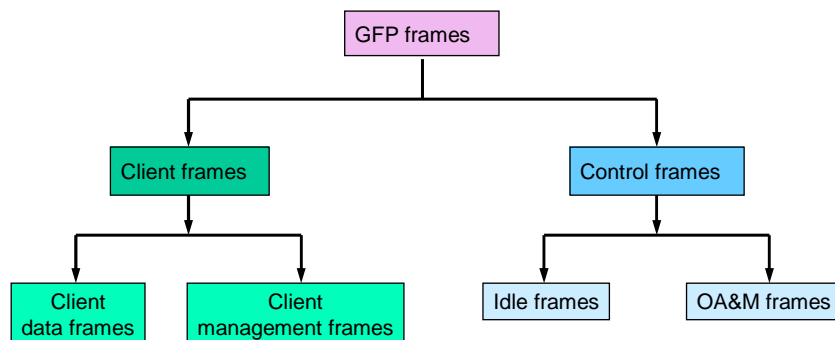 GFP frames
Client frames
Control frames
Client
data frames
Client
management frames
Idle frames
OA&M frames